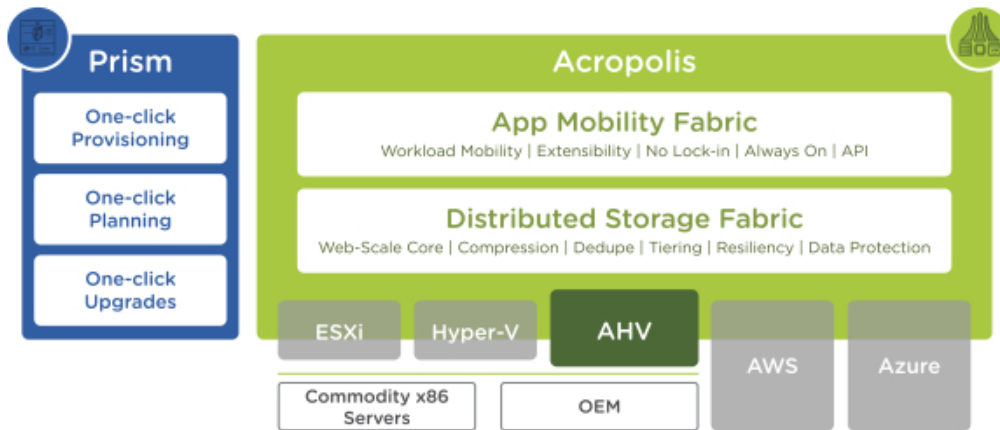 Prism
One-click
Provisioning
One-click
Planning
One-click
Upgrades
Acropolis
App Mobility Fabric
Workload Mobility | Extensibility | No Lock-in | Always On | API
Distributed Storage Fabric
Web-Scale Core | Compression | Dedupe | Tiering | Resiliency | Data Protection
ESXi
Hyper-V
AHV
AWS
Azure
Commodity x86
Servers
OEM